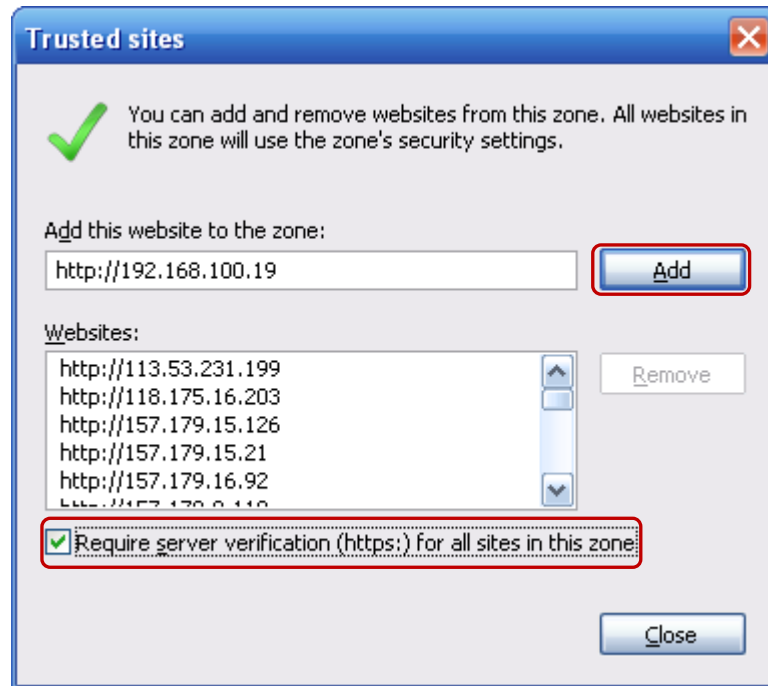 Trusted sites
You can add and remove websites from this zone. All websites in
this zone will use the zone's security settings.
Add this website to the zone:
http://192.168.100.19
Add
Websites:
http://113.53.231.199
http://118.175.16.203
http://157.179.15.126
http://157.179.15.21
http://157.179.16.92
Remove
Require server verification (https:) for all sites in this zone
Close